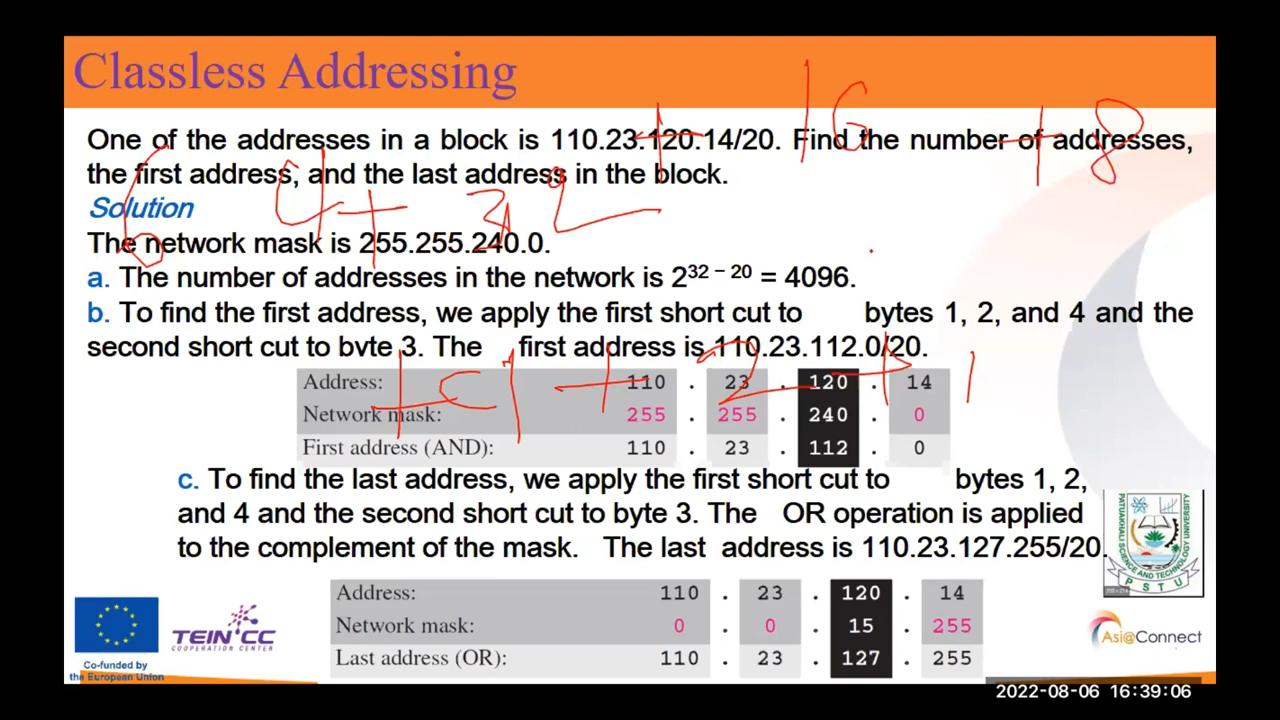 Classless Addressing
One of the addresses in a block is 110.23.120.14/20. Find the number of addresses,
the first address, and the last address in the block.
Solution
The network mask is 255.255.240.0.
a. The number of addresses in the network is 2³²⁻²⁰ = 4096.
b. To find the first address, we apply the first short cut to bytes 1, 2, and 4 and the
second short cut to byte 3. The first address is 110.23.112.0/20.
Address: 110 . 23 . 120 . 14
Network mask: 255 . 255 . 240 . 0
First address (AND): 110 . 23 . 112 . 0
c. To find the last address, we apply the first short cut to bytes 1, 2,
and 4 and the second short cut to byte 3. The OR operation is applied
to the complement of the mask. The last address is 110.23.127.255/20.
Address: 110 . 23 . 120 . 14
Network mask: 0 . 0 . 15 . 255
Last address (OR): 110 . 23 . 127 . 255
64 + 32 + 16 + 8
PATUAKHALI SCIENCE AND TECHNOLOGY UNIVERSITY
PSTU
Co-funded by
the European Union
TEIN*CC
COOPERATION CENTER
Asi@Connect
2022-08-06 16:39:06